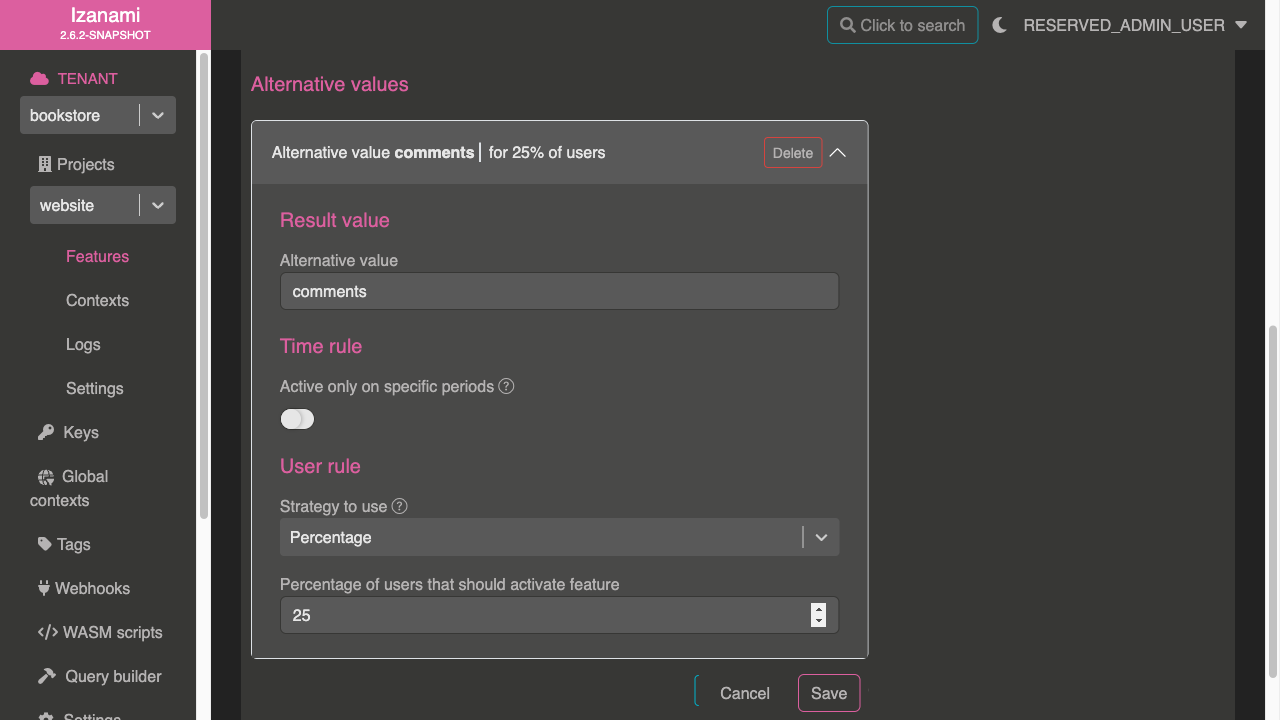 Izanami
2.6.2-SNAPSHOT
Click to search
RESERVED_ADMIN_USER
TENANT
bookstore
Projects
website
Features
Contexts
Logs
Settings
Keys
Global
contexts
Tags
Webhooks
WASM scripts
Query builder
Settings
Alternative values
Alternative value comments | for 25% of users
Delete
Result value
Alternative value
comments
Time rule
Active only on specific periods
User rule
Strategy to use
Percentage
Percentage of users that should activate feature
25
Cancel
Save